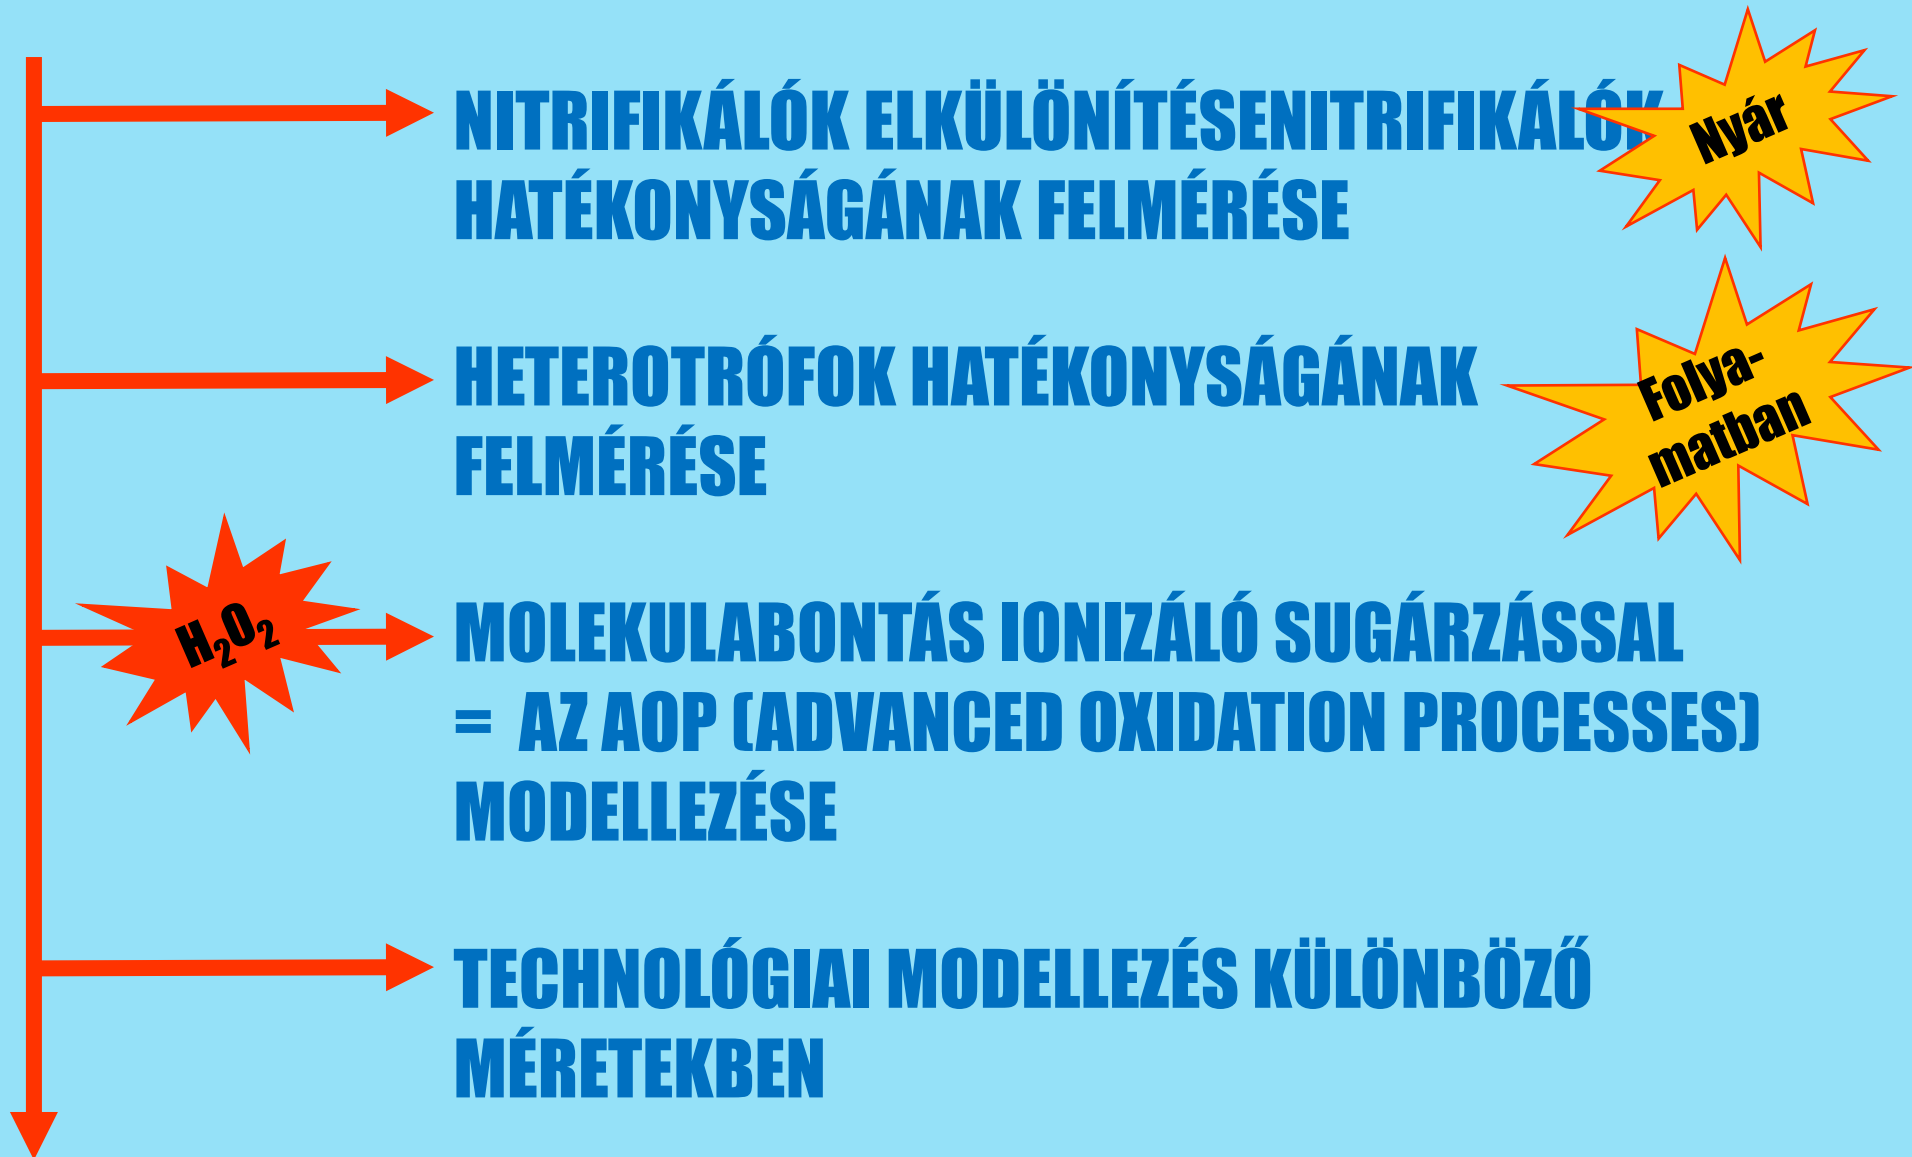 NITRIFIKÁLÓK ELKÜLÖNÍTÉSENITRIFIKÁLÓK
HATÉKONYSÁGÁNAK FELMÉRÉSE
Nyár
HETEROTRÓFOK HATÉKONYSÁGÁNAK
FELMÉRÉSE
Folya-
matban
H₂O₂
MOLEKULABONTÁS IONIZÁLÓ SUGÁRZÁSSAL
= AZ AOP (ADVANCED OXIDATION PROCESSES)
MODELLEZÉSE
TECHNOLÓGIAI MODELLEZÉS KÜLÖNBÖZŐ
MÉRETEKBEN